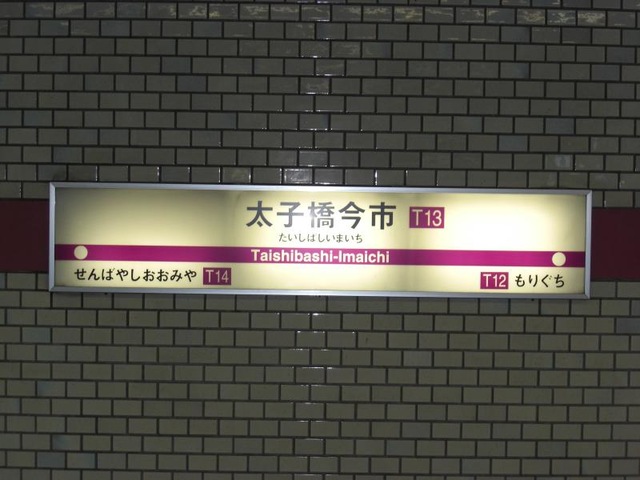 太子橋今市 T13
たいしばしいまいち
Taishibashi-Imaichi
せんばやしおおみや T14
T12 もりぐち